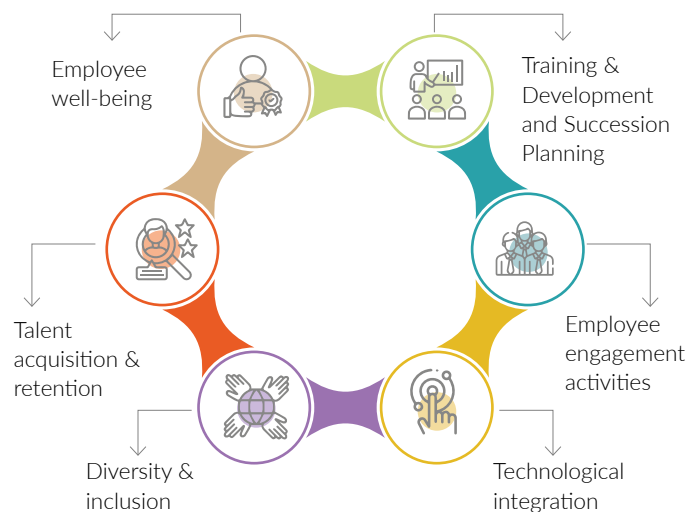 Employee
well-being
Training &
Development
and Succession
Planning
Talent
acquisition &
retention
Employee
engagement
activities
Diversity &
inclusion
Technological
integration